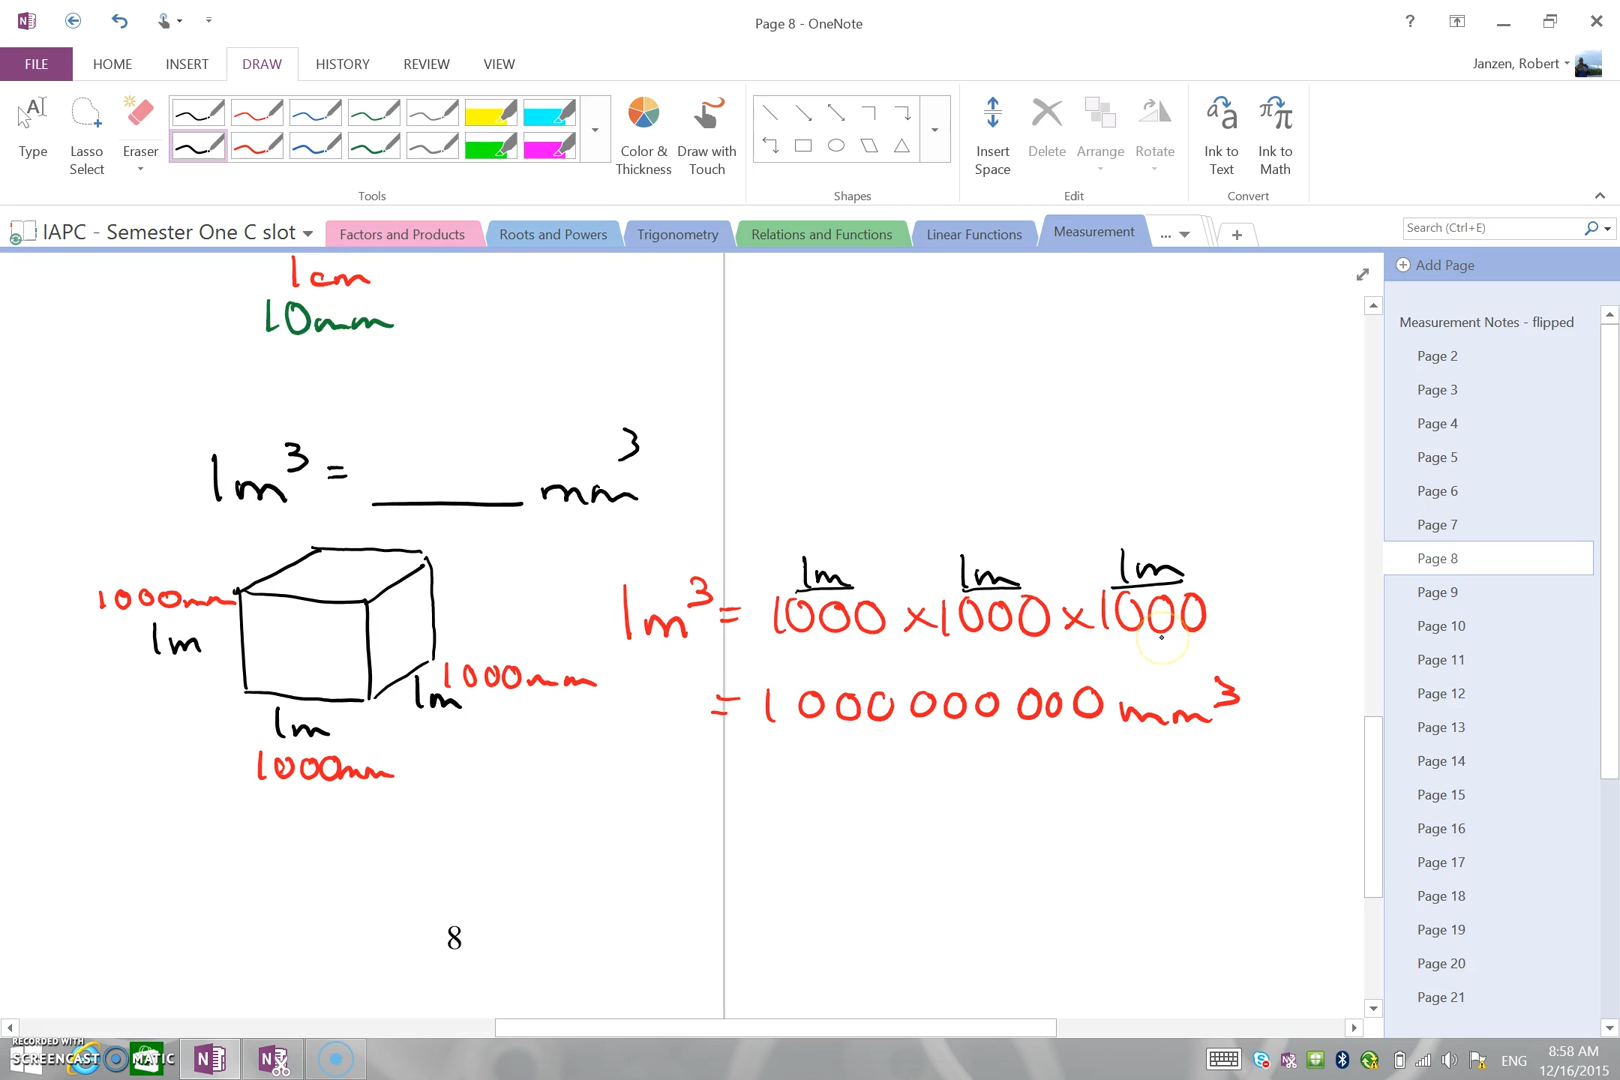 Page 8 - OneNote
?
FILE HOME INSERT DRAW HISTORY REVIEW VIEW
Janzen, Robert
Type
Lasso Select
Eraser
Color & Thickness
Draw with Touch
Insert Space
Delete
Arrange
Rotate
Ink to Text
Ink to Math
Tools
Shapes
Edit
Convert
IAPC - Semester One C slot
Factors and Products
Roots and Powers
Trigonometry
Relations and Functions
Linear Functions
Measurement
...
Search (Ctrl+E)
Add Page
Measurement Notes - flipped
Page 2
Page 3
Page 4
Page 5
Page 6
Page 7
Page 8
Page 9
Page 10
Page 11
Page 12
Page 13
Page 14
Page 15
Page 16
Page 17
Page 18
Page 19
Page 20
Page 21
1cm
10mm
1m³ = ______ mm³
1000mm
1m
1000mm
1m
1m
1000mm
1m 1m 1m
1m³ = 1000 × 1000 × 1000
= 1 000 000 000 mm³
8
RECORDED WITH
SCREENCAST MATIC
ENG
8:58 AM
12/16/2015